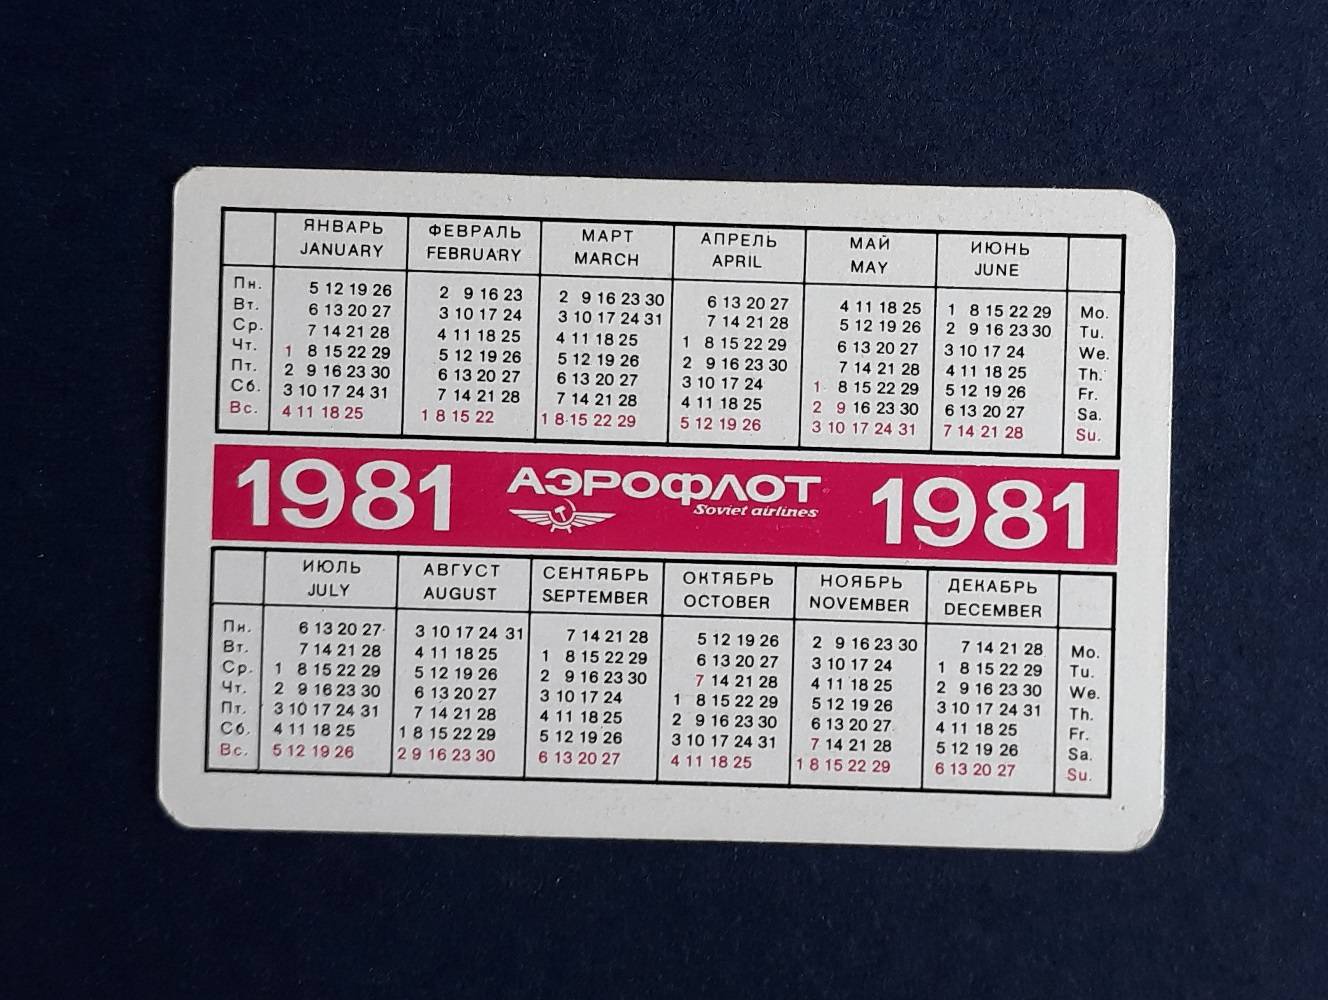 ЯНВАРЬ ФЕВРАЛЬ МАРТ АПРЕЛЬ МАЙ ИЮНЬ
JANUARY FEBRUARY MARCH APRIL MAY JUNE
Пн. 5 12 19 26 2 9 16 23 2 9 16 23 30 6 13 20 27 4 11 18 25 1 8 15 22 29 Mo.
Вт. 6 13 20 27 3 10 17 24 3 10 17 24 31 7 14 21 28 5 12 19 26 2 9 16 23 30 Tu.
Ср. 7 14 21 28 4 11 18 25 4 11 18 25 1 8 15 22 29 6 13 20 27 3 10 17 24 We.
Чт. 1 8 15 22 29 5 12 19 26 5 12 19 26 2 9 16 23 30 7 14 21 28 4 11 18 25 Th.
Пт. 2 9 16 23 30 6 13 20 27 6 13 20 27 3 10 17 24 1 8 15 22 29 5 12 19 26 Fr.
Сб. 3 10 17 24 31 7 14 21 28 7 14 21 28 4 11 18 25 2 9 16 23 30 6 13 20 27 Sa.
Вс. 4 11 18 25 1 8 15 22 1 8 15 22 29 5 12 19 26 3 10 17 24 31 7 14 21 28 Su.
1981 АЭРОФЛОТ 1981
Soviet airlines
ИЮЛЬ АВГУСТ СЕНТЯБРЬ ОКТЯБРЬ НОЯБРЬ ДЕКАБРЬ
JULY AUGUST SEPTEMBER OCTOBER NOVEMBER DECEMBER
Пн. 6 13 20 27 3 10 17 24 31 7 14 21 28 5 12 19 26 2 9 16 23 30 7 14 21 28 Mo.
Вт. 7 14 21 28 4 11 18 25 1 8 15 22 29 6 13 20 27 3 10 17 24 1 8 15 22 29 Tu.
Ср. 1 8 15 22 29 5 12 19 26 2 9 16 23 30 7 14 21 28 4 11 18 25 2 9 16 23 30 We.
Чт. 2 9 16 23 30 6 13 20 27 3 10 17 24 1 8 15 22 29 5 12 19 26 3 10 17 24 31 Th.
Пт. 3 10 17 24 31 7 14 21 28 4 11 18 25 2 9 16 23 30 6 13 20 27 4 11 18 25 Fr.
Сб. 4 11 18 25 1 8 15 22 29 5 12 19 26 3 10 17 24 31 7 14 21 28 5 12 19 26 Sa.
Вс. 5 12 19 26 2 9 16 23 30 6 13 20 27 4 11 18 25 1 8 15 22 29 6 13 20 27 Su.